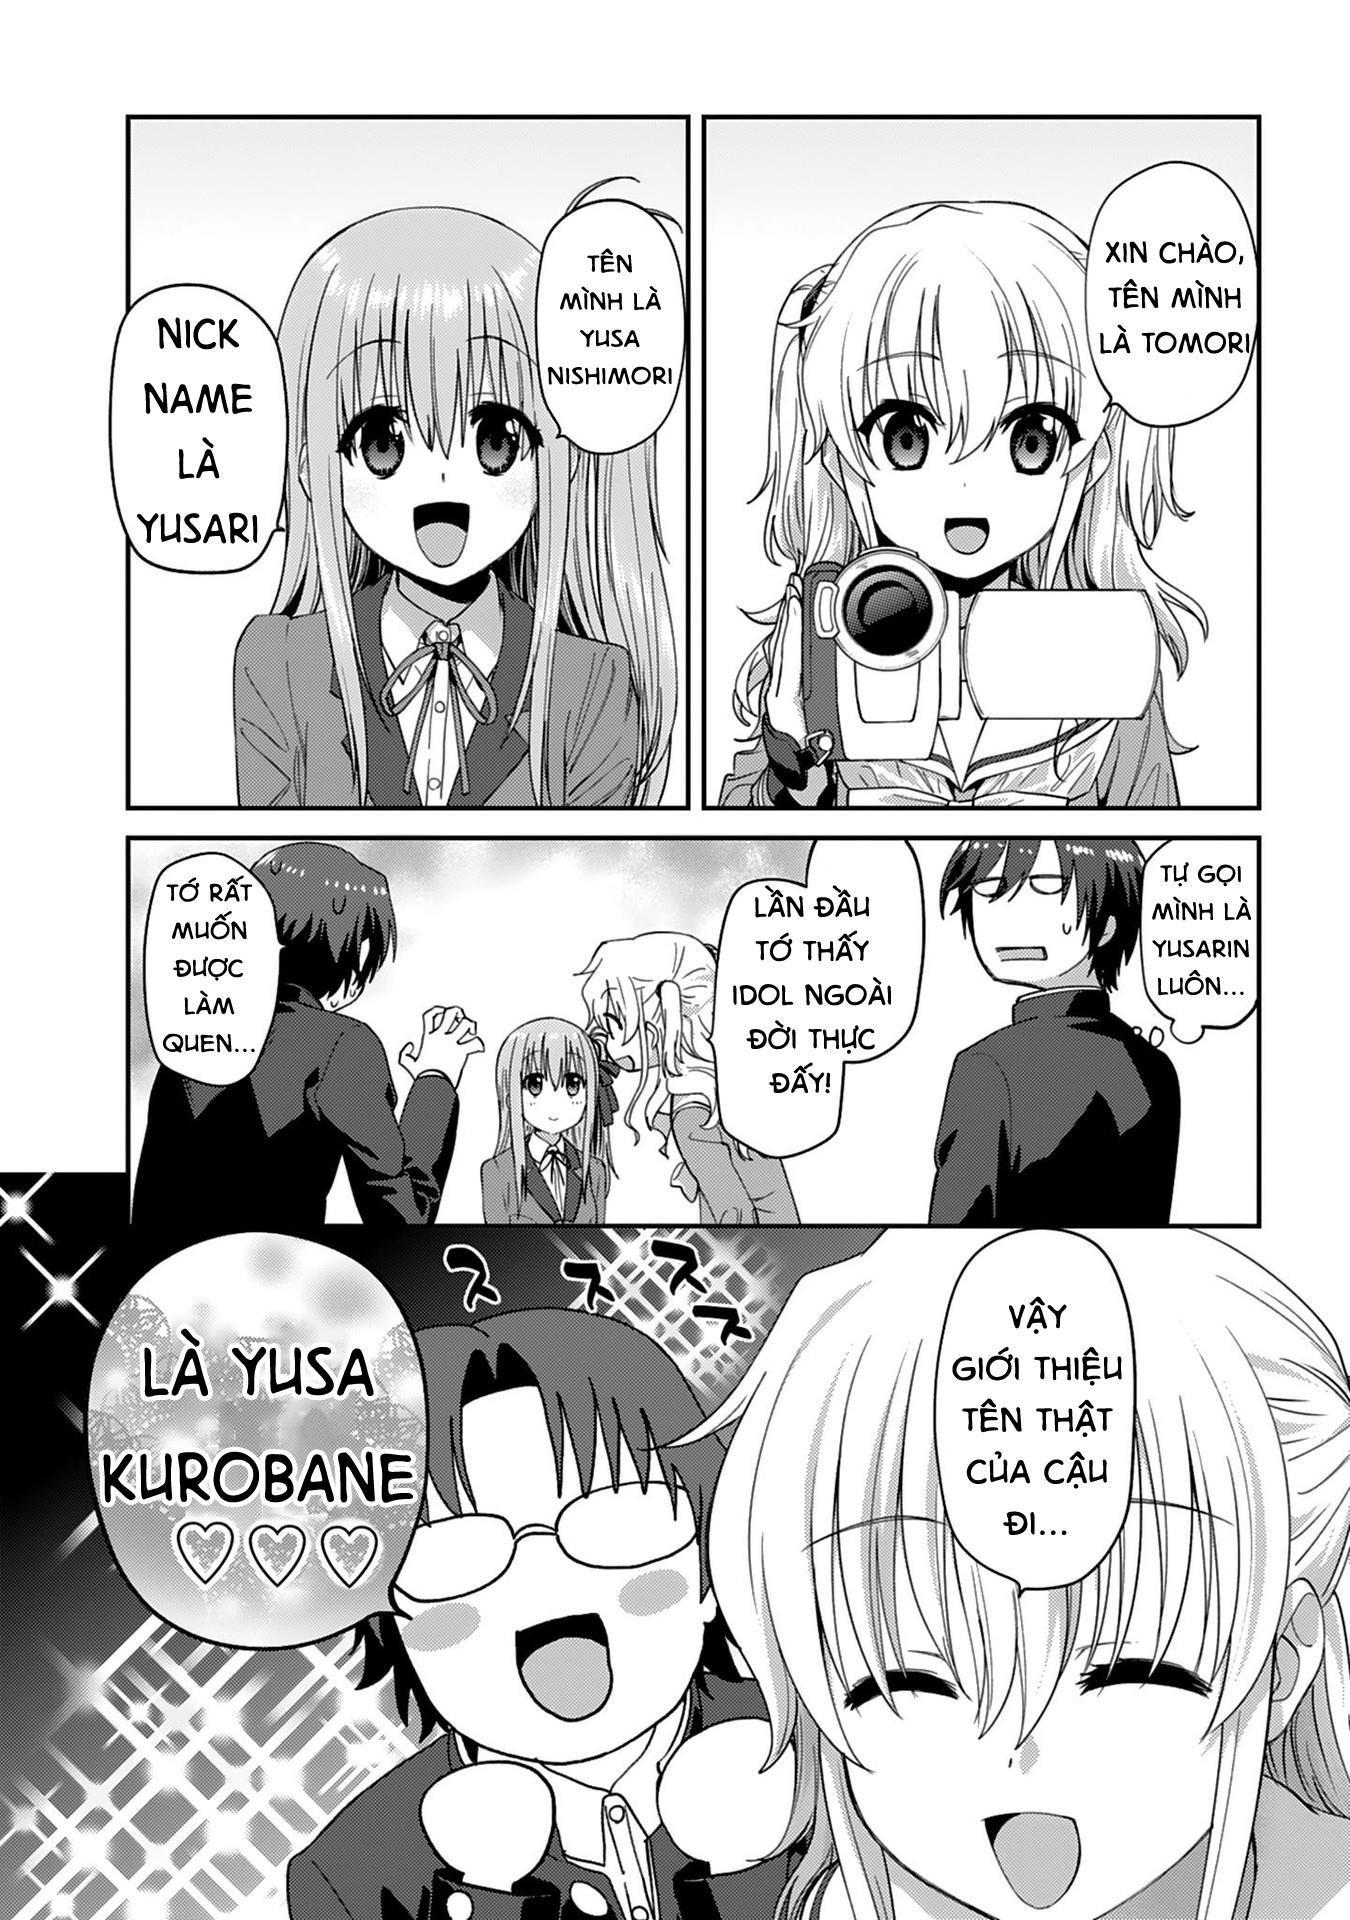 XIN CHÀO,
TÊN MÌNH
LÀ TOMORI
TÊN
MÌNH LÀ
YUSA
NISHIMORI
NICK
NAME
LÀ
YUSARI
TỰ GỌI
MÌNH LÀ
YUSARIN
LUÔN...
LẦN ĐẦU
TỚ THẤY
IDOL NGOÀI
ĐỜI THỰC
ĐẤY!
TỚ RẤT
MUỐN
ĐƯỢC
LÀM
QUEN...
VẬY
GIỚI THIỆU
TÊN THẬT
CỦA CẬU
ĐI...
ス ス ス ス
LÀ YUSA
KUROBANE
♡♡♡